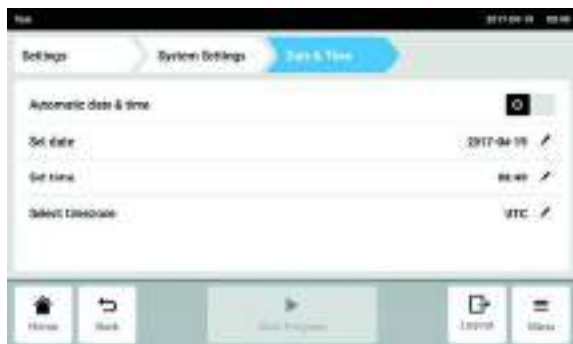 Settings
System Settings
Date & Time
Automatic date & time
Set date
2017-04-19
Set time
Select timezone
UTC
Home
Back
Logout
Menu